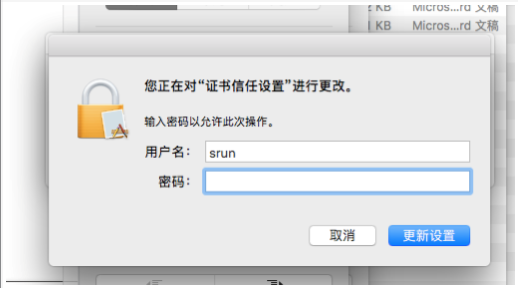 2 KB Micros...rd 文稿
1 KB Micros...rd 文稿
您正在对“证书信任设置”进行更改。
输入密码以允许此次操作。
用户名： srun
密码：
取消 更新设置